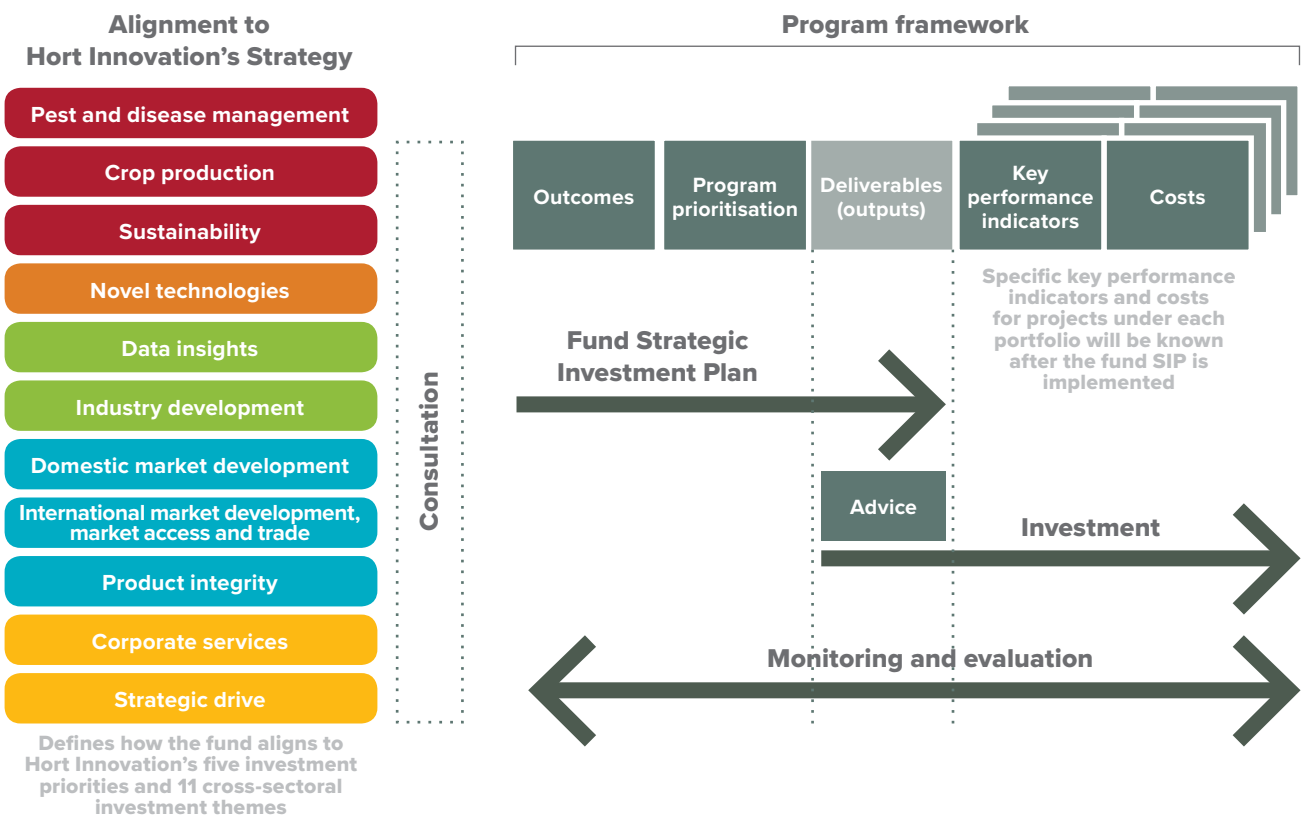 Alignment to
Hort Innovation's Strategy
Pest and disease management
Crop production
Sustainability
Novel technologies
Data insights
Industry development
Domestic market development
International market development,
market access and trade
Product integrity
Corporate services
Strategic drive
Defines how the fund aligns to
Hort Innovation's five investment
priorities and 11 cross-sectoral
investment themes
Consultation
Program framework
Outcomes
Program
prioritisation
Deliverables
(outputs)
Key
performance
indicators
Costs
Specific key performance
indicators and costs
for projects under each
portfolio will be known
after the fund SIP is
implemented
Fund Strategic
Investment Plan
Advice
Investment
Monitoring and evaluation